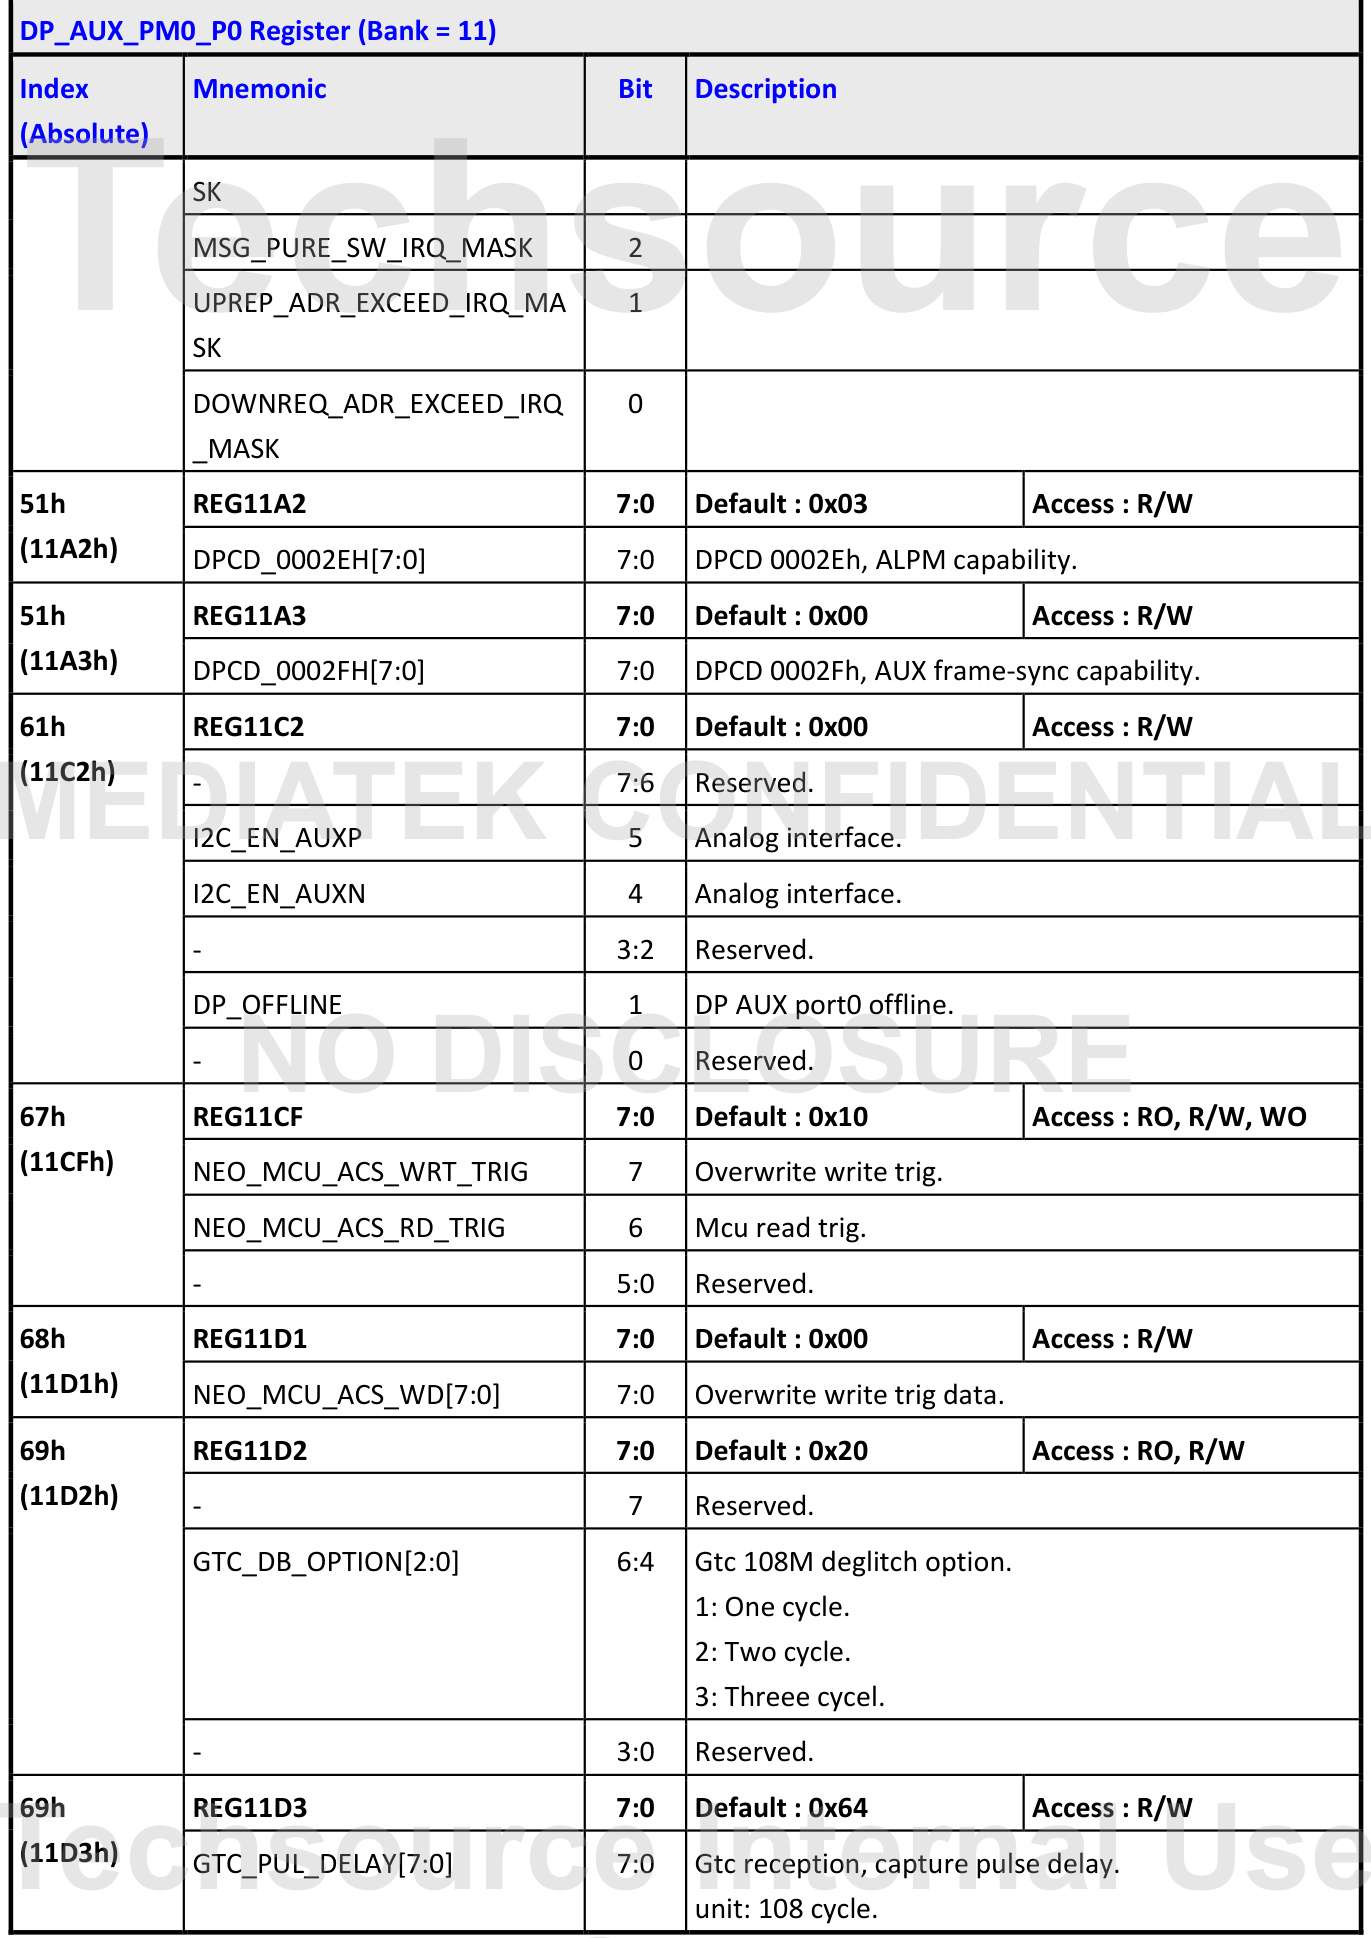 DP_AUX_PM0_P0 Register (Bank = 11)
Index (Absolute) Mnemonic Bit Description
SK
MSG_PURE_SW_IRQ_MASK 2
UPREP_ADR_EXCEED_IRQ_MA 1
SK
DOWNREQ_ADR_EXCEED_IRQ 0
_MASK
Techsource
51h REG11A2 7:0 Default : 0x03 Access : R/W
(11A2h) DPCD_0002EH[7:0] 7:0 DPCD 0002Eh, ALPM capability.
51h REG11A3 7:0 Default : 0x00 Access : R/W
(11A3h) DPCD_0002FH[7:0] 7:0 DPCD 0002Fh, AUX frame-sync capability.
61h REG11C2 7:0 Default : 0x00 Access : R/W
(11C2h) - 7:6 Reserved.
MEDIATEK CONFIDENTIAL
I2C_EN_AUXP 5 Analog interface.
I2C_EN_AUXN 4 Analog interface.
- 3:2 Reserved.
DP_OFFLINE 1 DP AUX port0 offline.
NO DISCLOSURE
- 0 Reserved.
67h REG11CF 7:0 Default : 0x10 Access : RO, R/W, WO
(11CFh) NEO_MCU_ACS_WRT_TRIG 7 Overwrite write trig.
NEO_MCU_ACS_RD_TRIG 6 Mcu read trig.
- 5:0 Reserved.
68h REG11D1 7:0 Default : 0x00 Access : R/W
(11D1h) NEO_MCU_ACS_WD[7:0] 7:0 Overwrite write trig data.
69h REG11D2 7:0 Default : 0x20 Access : RO, R/W
(11D2h) - 7 Reserved.
GTC_DB_OPTION[2:0] 6:4 Gtc 108M deglitch option.
1: One cycle.
2: Two cycle.
3: Threee cycel.
- 3:0 Reserved.
69h REG11D3 7:0 Default : 0x64 Access : R/W
(11D3h) GTC_PUL_DELAY[7:0] 7:0 Gtc reception, capture pulse delay.
unit: 108 cycle.
Techsource Internal Use